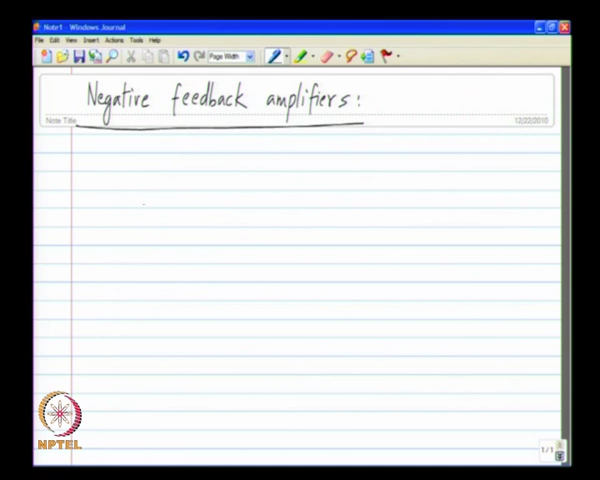 Note1 - Windows Journal
File Edit View Insert Actions Tools Help
Page Width
Negative feedback amplifiers:
Note Title
12/22/2010
NPTEL
1/1